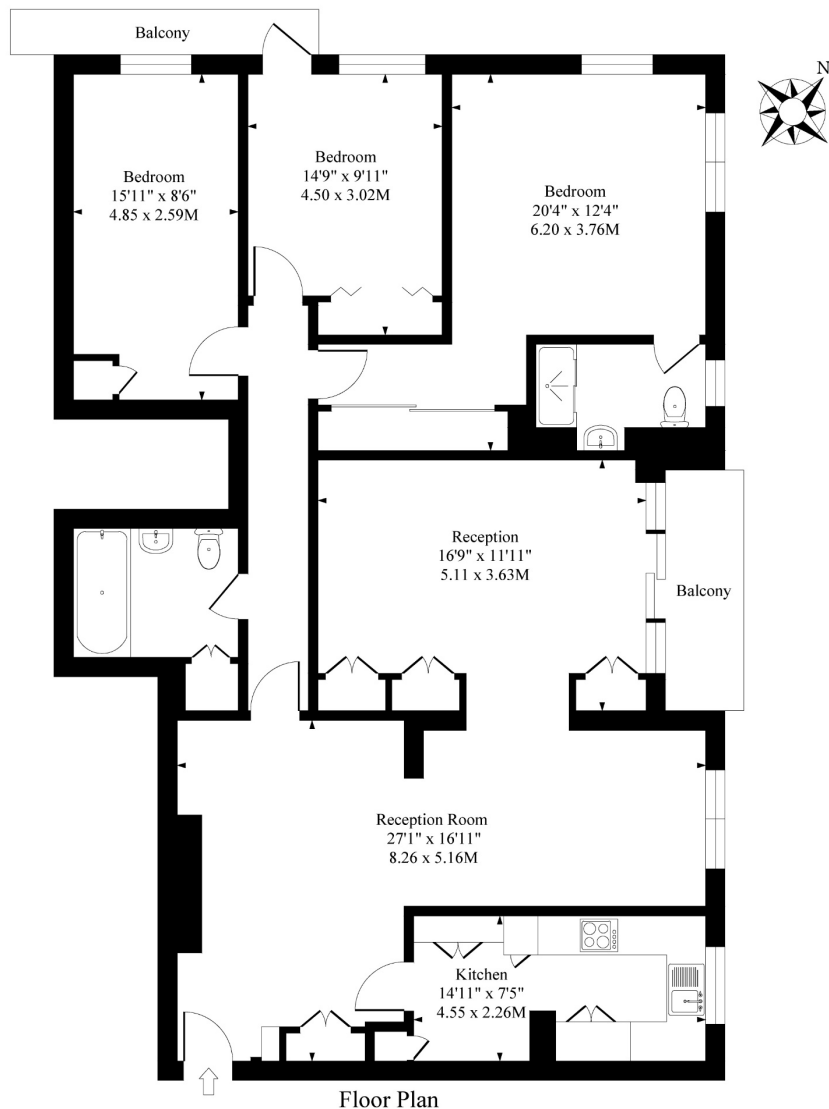 Balcony
N
Bedroom
15'11" x 8'6"
4.85 x 2.59M
Bedroom
14'9" x 9'11"
4.50 x 3.02M
Bedroom
20'4" x 12'4"
6.20 x 3.76M
Reception
16'9" x 11'11"
5.11 x 3.63M
Balcony
Reception Room
27'1" x 16'11"
8.26 x 5.16M
Kitchen
14'11" x 7'5"
4.55 x 2.26M
Floor Plan